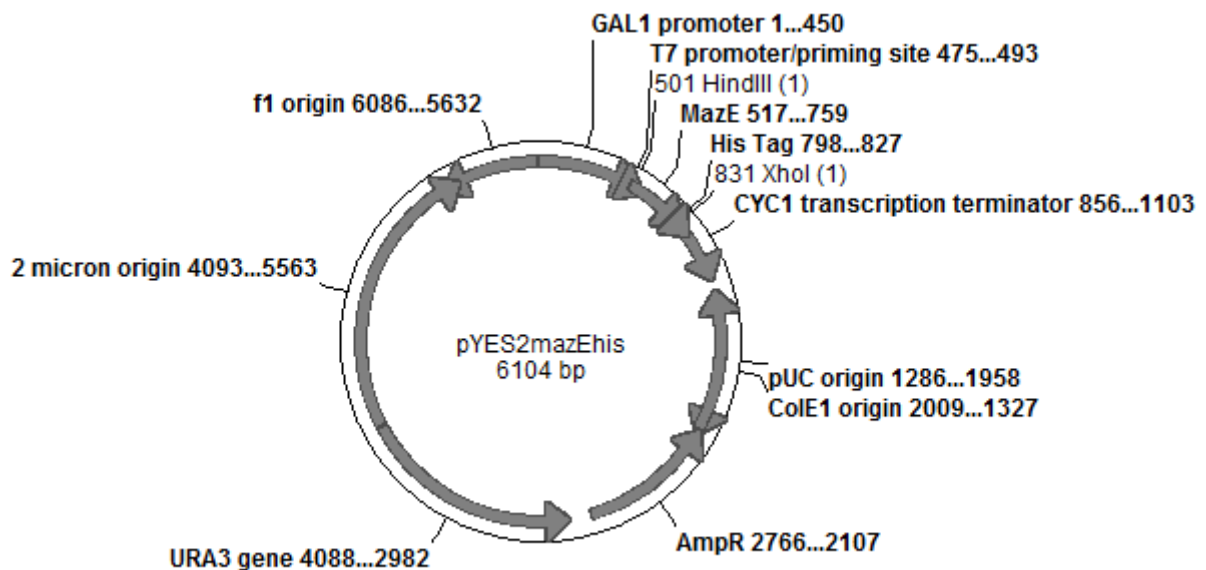 GAL1 promoter 1...450
T7 promoter/priming site 475...493
501 HindIII (1)
MazE 517...759
His Tag 798...827
831 XhoI (1)
CYC1 transcription terminator 856...1103
f1 origin 6086...5632
2 micron origin 4093...5563
pYES2mazEhis
6104 bp
pUC origin 1286...1958
ColE1 origin 2009...1327
AmpR 2766...2107
URA3 gene 4088...2982